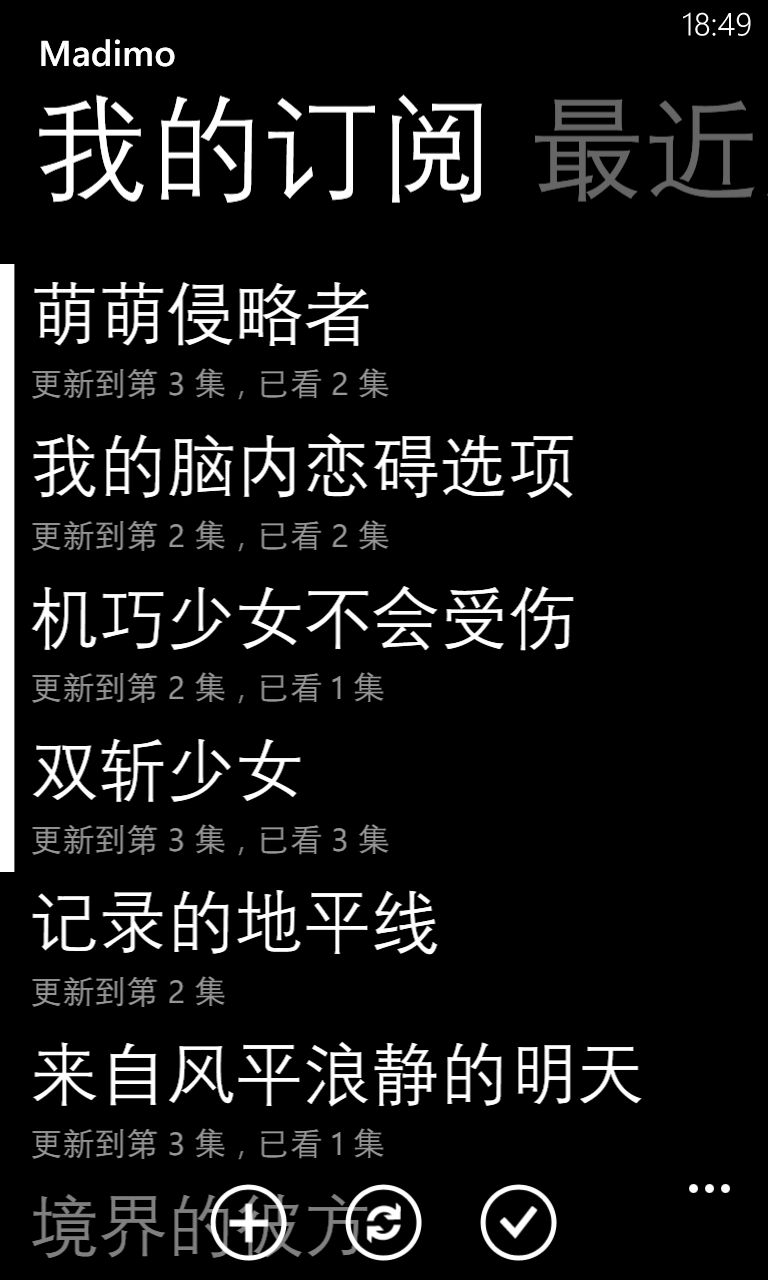 18:49
Madimo
我的订阅 最近
萌萌侵略者
更新到第 3 集，已看 2 集
我的脑内恋碍选项
更新到第 2 集，已看 2 集
机巧少女不会受伤
更新到第 2 集，已看 1 集
双斩少女
更新到第 3 集，已看 3 集
记录的地平线
更新到第 2 集
来自风平浪静的明天
更新到第 3 集，已看 1 集
境界的彼方